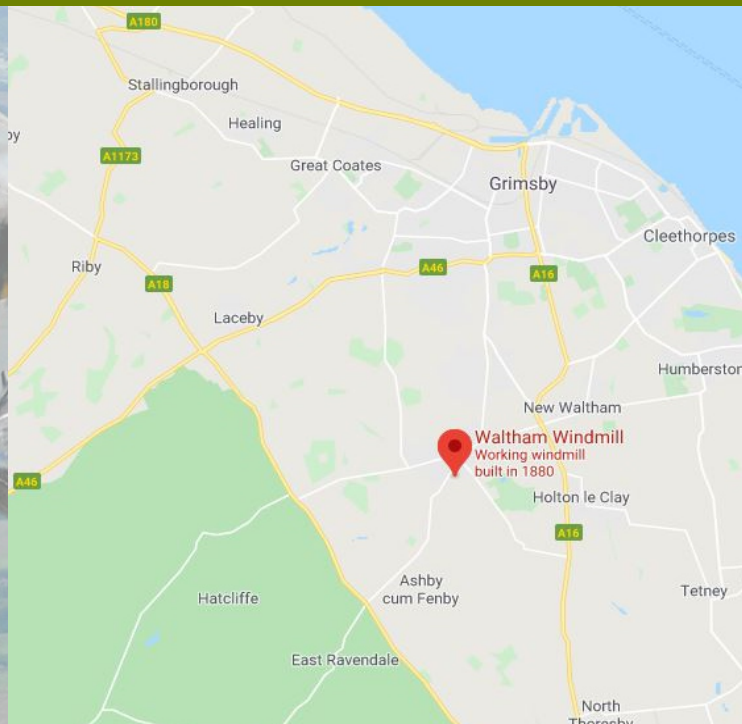 A180
Stallingborough
Healing
A1173
Great Coates
Grimsby
Cleethorpes
Riby
A46
A16
A18
Laceby
Humberston
New Waltham
Waltham Windmill
Working windmill
built in 1880
A46
Holton le Clay
A16
Ashby
cum Fenby
Tetney
Hatcliffe
East Ravendale
North
Thoresby